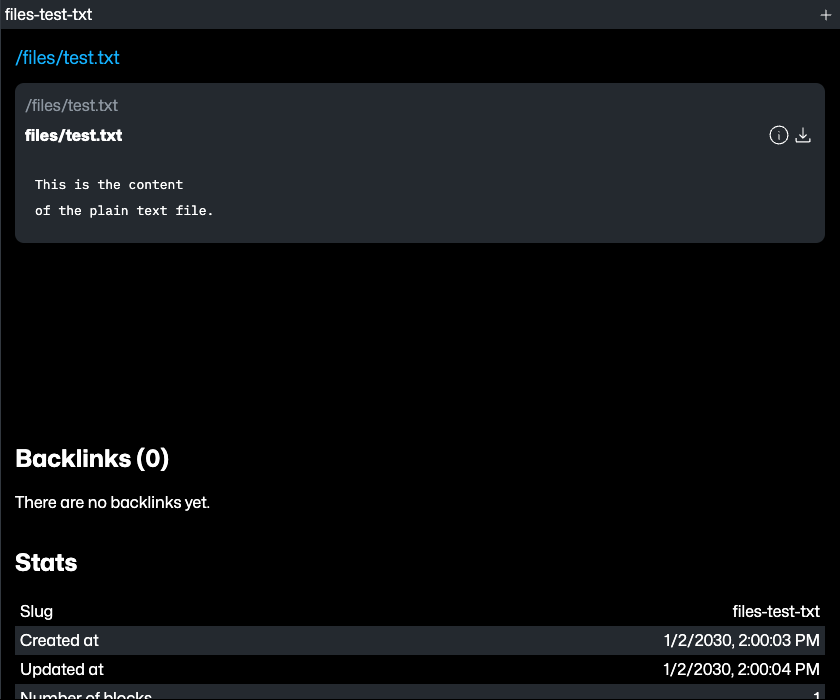 files-test-txt
/files/test.txt
/files/test.txt
files/test.txt
This is the content
of the plain text file.
Backlinks (0)
There are no backlinks yet.
Stats
Slug files-test-txt
Created at 1/2/2030, 2:00:03 PM
Updated at 1/2/2030, 2:00:04 PM
Number of blocks 1